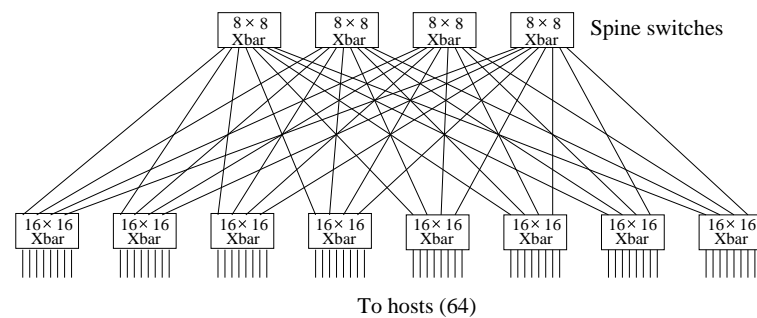 8 × 8 8 × 8 8 × 8 8 × 8
Xbar Xbar Xbar Xbar
Spine switches
16 × 16 16 × 16 16 × 16 16 × 16 16 × 16 16 × 16 16 × 16 16 × 16
Xbar Xbar Xbar Xbar Xbar Xbar Xbar Xbar
To hosts (64)